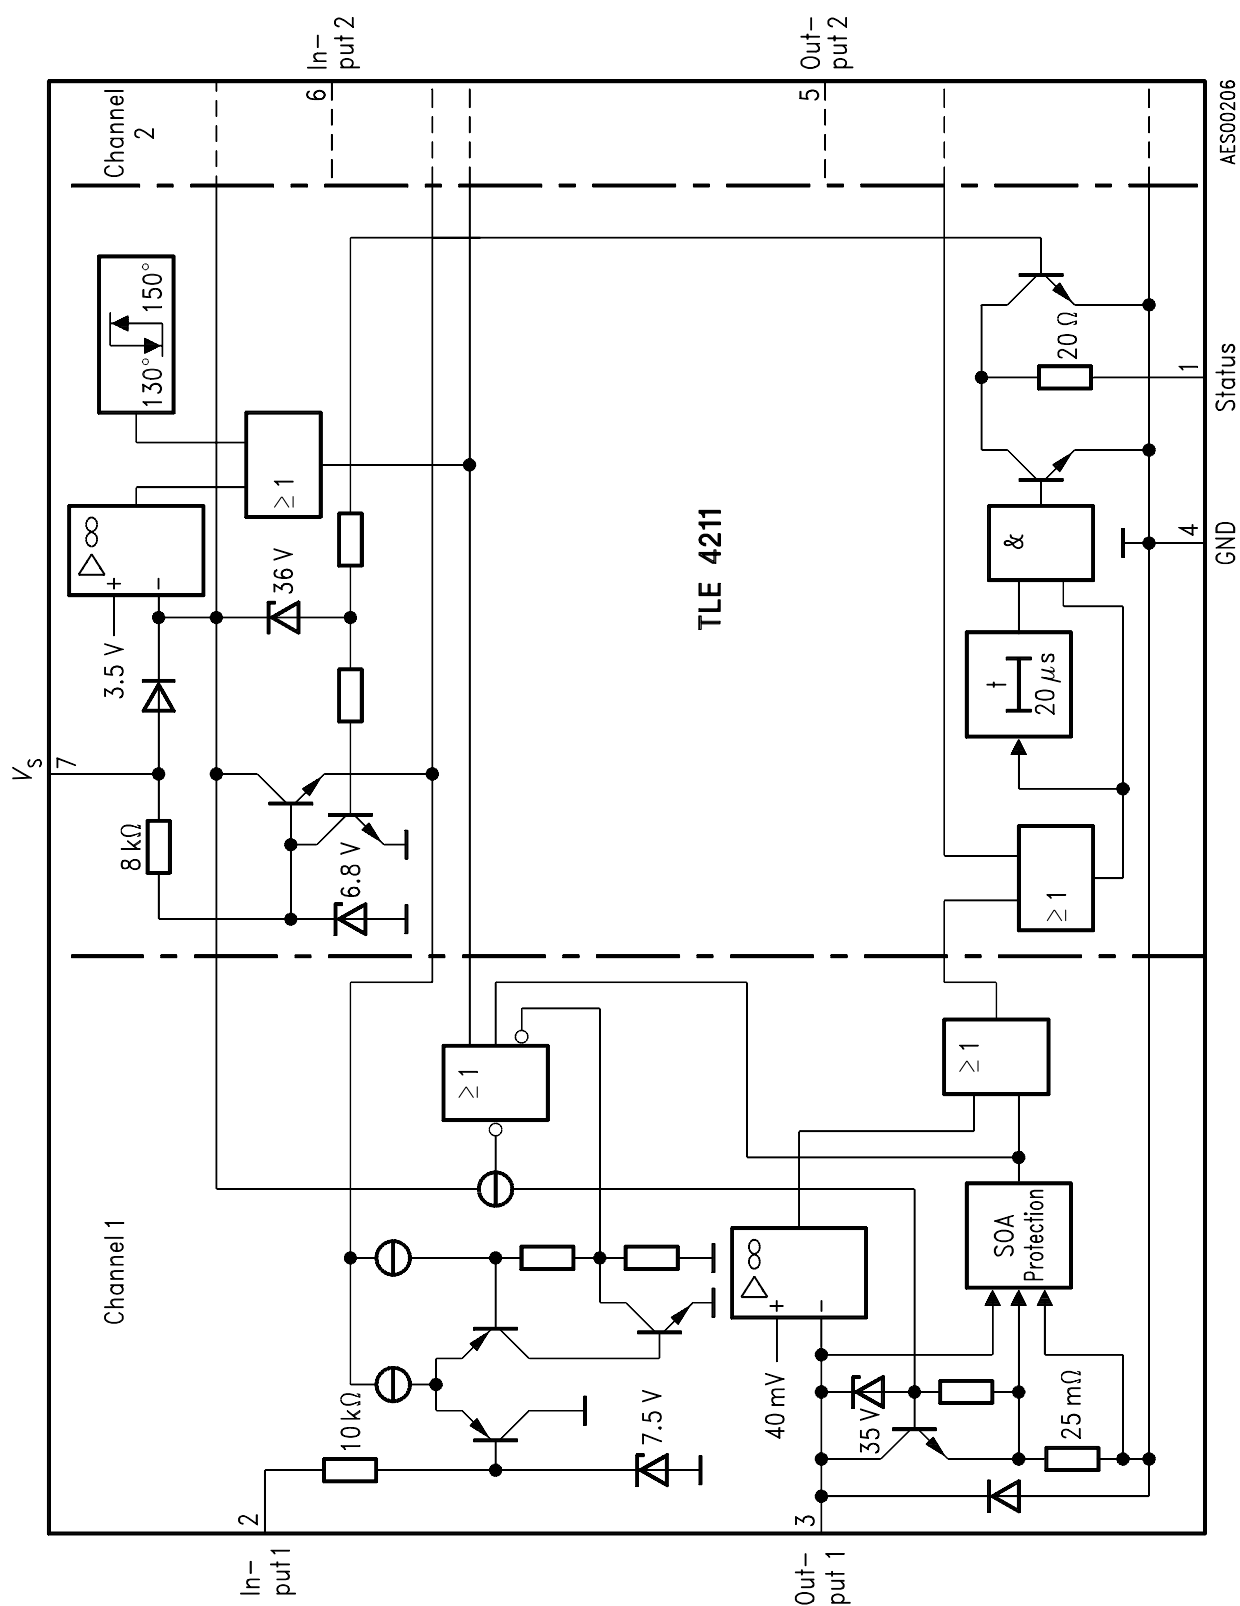 In-
put 2
6
Out-
put 2
5
Channel
2
AES00206
130° 150°
≥ 1
▷∞
+
−
3.5 V
36 V
20 Ω
1
Status
TLE 4211
&
4
GND
t
20 µs
V_S
7
8 kΩ
6.8 V
≥ 1
Channel 1
≥ 1
≥ 1
▷∞
+
−
40 mV
SOA
Protection
10 kΩ
7.5 V
35 V
25 mΩ
2
In-
put 1
3
Out-
put 1